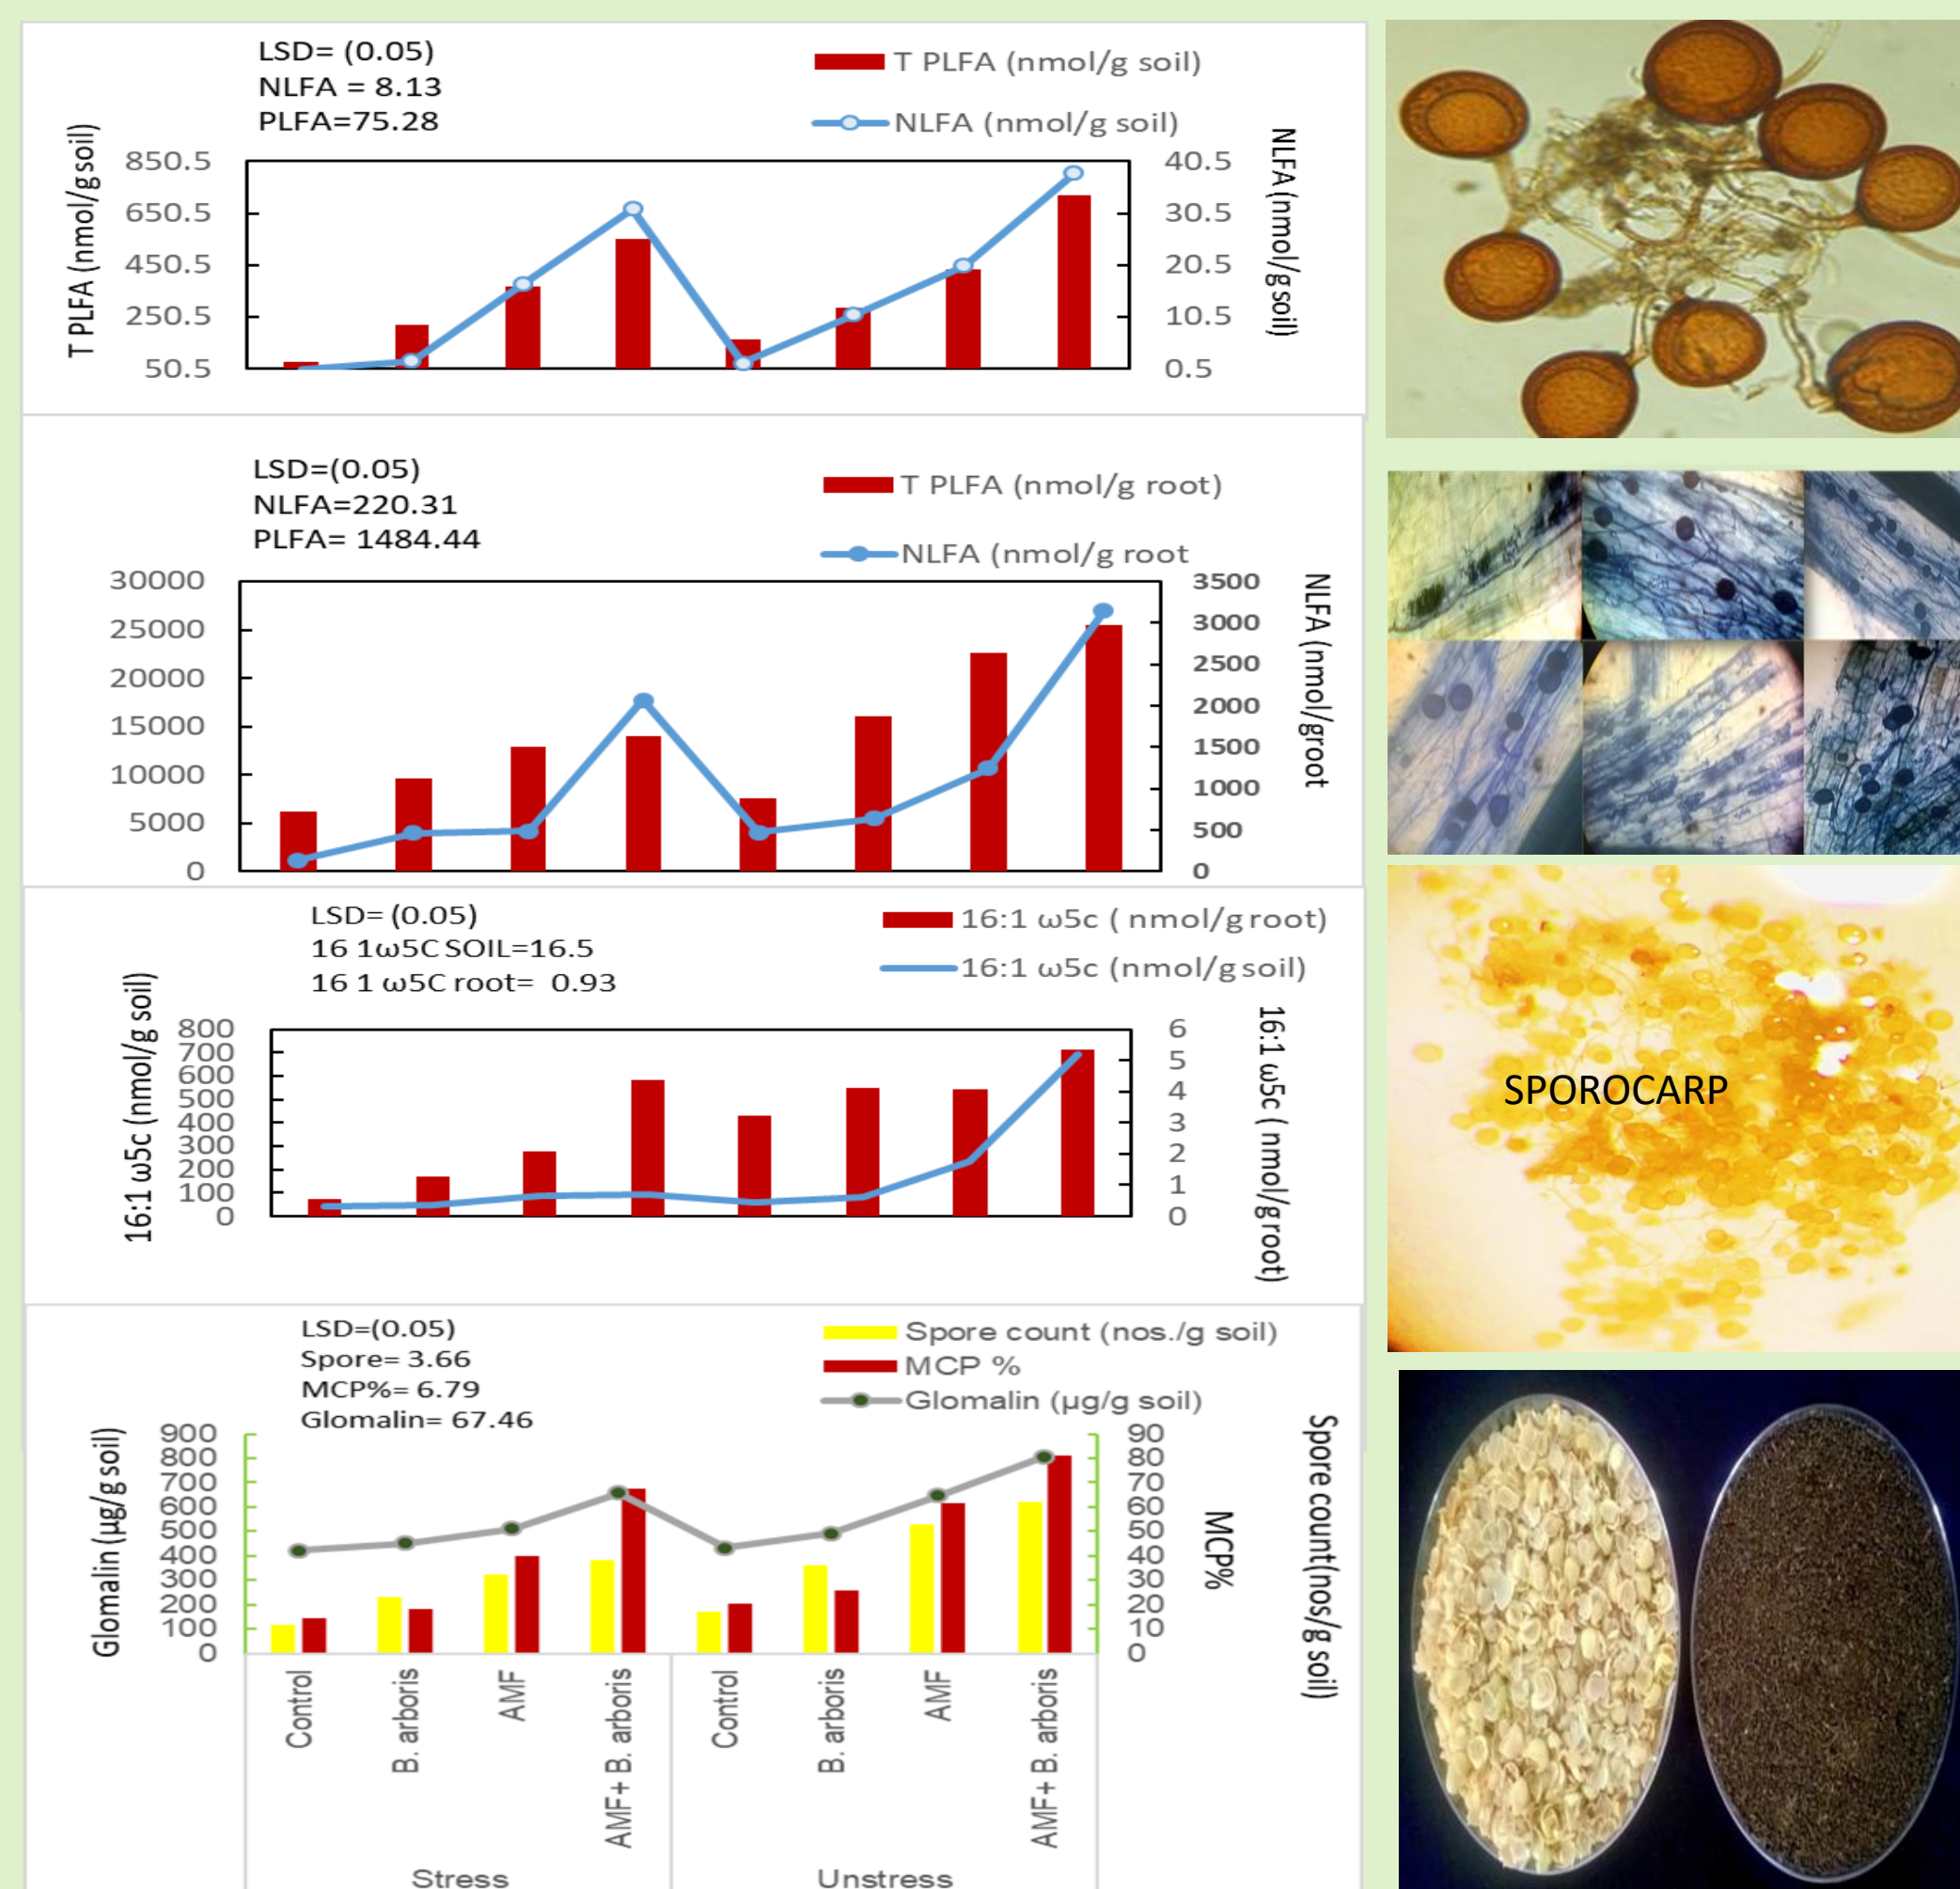 LSD= (0.05)
NLFA = 8.13
PLFA=75.28
T PLFA (nmol/g soil)
NLFA (nmol/g soil)
T PLFA (nmol/g soil)
850.5
650.5
450.5
250.5
50.5
40.5
30.5
20.5
10.5
0.5
NLFA (nmol/g soil)
LSD=(0.05)
NLFA=220.31
PLFA= 1484.44
T PLFA (nmol/g root)
NLFA (nmol/g root
30000
25000
20000
15000
10000
5000
0
3500
3000
2500
2000
1500
1000
500
0
NLFA (nmol/groot
LSD= (0.05)
16 1ω5C SOIL=16.5
16 1 ω5C root= 0.93
16:1 ω5c ( nmol/g root)
16:1 ω5c (nmol/g soil)
16:1 ω5c (nmol/g soil)
800
700
600
500
400
300
200
100
0
6
5
4
3
2
1
0
16:1 ω5c ( nmol/groot)
LSD=(0.05)
Spore= 3.66
MCP%= 6.79
Glomalin= 67.46
Spore count (nos./g soil)
MCP %
Glomalin (µg/g soil)
Glomalin (µg/g soil)
900
800
700
600
500
400
300
200
100
0
90
80
70
60
50
40
30
20
10
0
MCP%
Spore count(nos/g soil)
Control
B. arboris
AMF
AMF+ B. arboris
Control
B. arboris
AMF
AMF+ B. arboris
Stress
Unstress
SPOROCARP